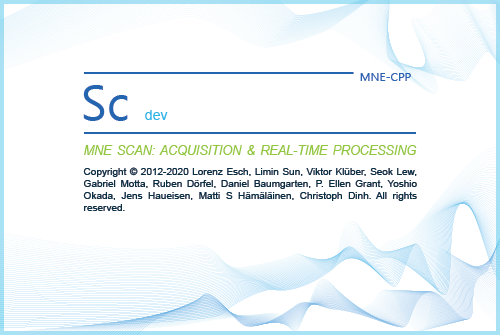 MNE-CPP
Sc dev
MNE SCAN: ACQUISITION & REAL-TIME PROCESSING
Copyright © 2012-2020 Lorenz Esch, Limin Sun, Viktor Klüber, Seok Lew,
Gabriel Motta, Ruben Dörfel, Daniel Baumgarten, P. Ellen Grant, Yoshio
Okada, Jens Haueisen, Matti S Hämäläinen, Christoph Dinh. All rights
reserved.